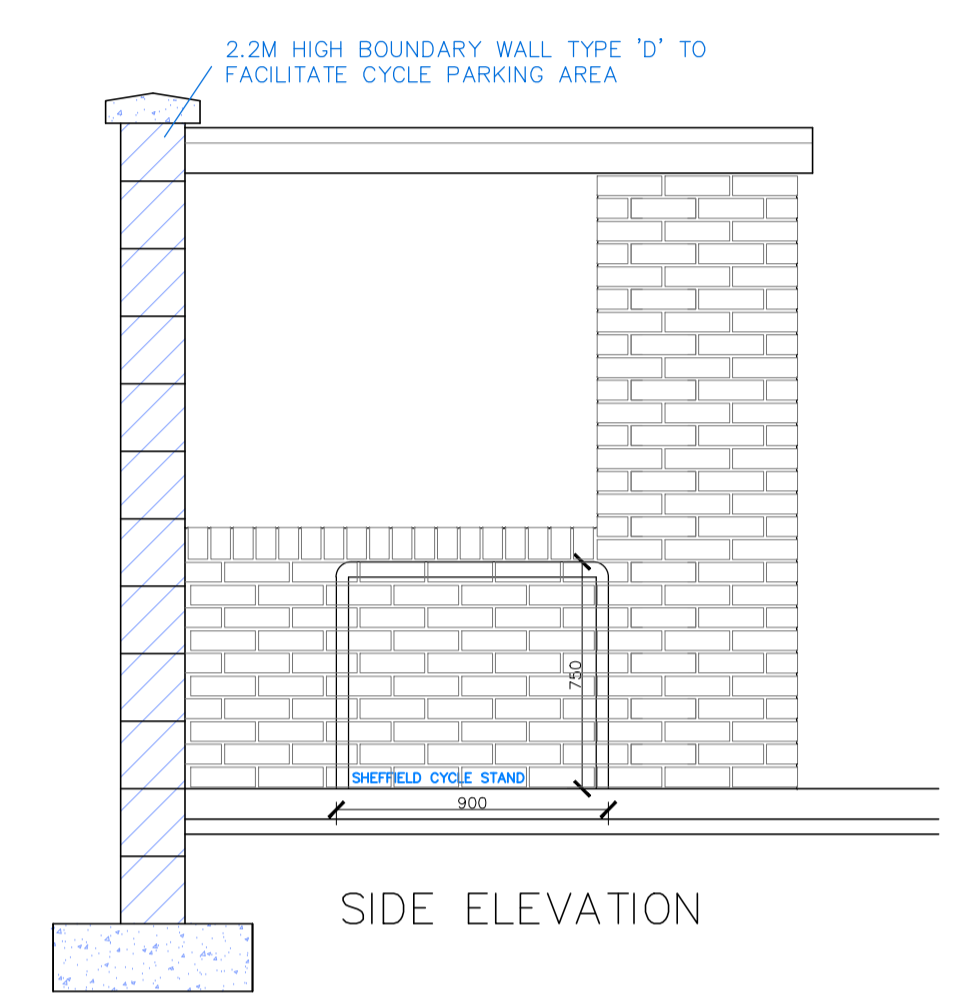 2.2M HIGH BOUNDARY WALL TYPE 'D' TO
FACILITATE CYCLE PARKING AREA
750
SHEFFIELD CYCLE STAND
900
SIDE ELEVATION